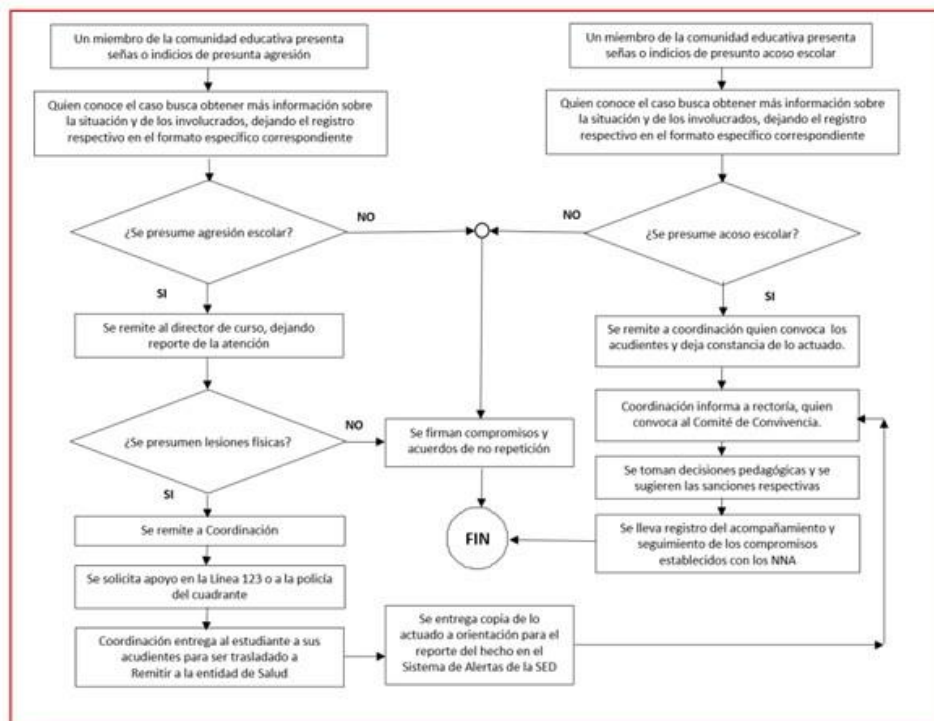 Un miembro de la comunidad educativa presenta
señas o indicios de presunta agresión
Quien conoce el caso busca obtener más información sobre
la situación y de los involucrados, dejando el registro
respectivo en el formato específico correspondiente
¿Se presume agresión escolar?
NO
SI
Se remite al director de curso, dejando
reporte de la atención
¿Se presumen lesiones físicas?
NO
SI
Se remite a Coordinación
Se solicita apoyo en la Línea 123 o a la policía
del cuadrante
Coordinación entrega al estudiante a sus
acudientes para ser trasladado a
Remitir a la entidad de Salud
Se entrega copia de lo
actuado a orientación para el
reporte del hecho en el
Sistema de Alertas de la SED
Se firman compromisos y
acuerdos de no repetición
FIN
Un miembro de la comunidad educativa presenta
señas o indicios de presunto acoso escolar
Quien conoce el caso busca obtener más información sobre
la situación y de los involucrados, dejando el registro
respectivo en el formato específico correspondiente
NO
¿Se presume acoso escolar?
SI
Se remite a coordinación quien convoca los
acudientes y deja constancia de lo actuado.
Coordinación informa a rectoría, quien
convoca al Comité de Convivencia.
Se toman decisiones pedagógicas y se
sugieren las sanciones respectivas
Se lleva registro del acompañamiento y
seguimiento de los compromisos
establecidos con los NNA